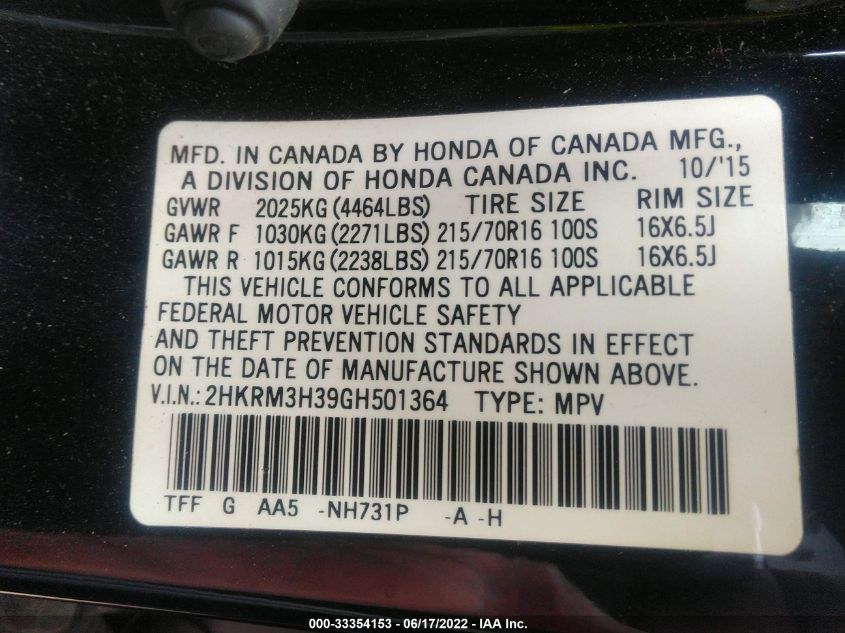 MFD. IN CANADA BY HONDA OF CANADA MFG.,
A DIVISION OF HONDA CANADA INC. 10/'15
GVWR 2025KG (4464LBS) TIRE SIZE RIM SIZE
GAWR F 1030KG (2271LBS) 215/70R16 100S 16X6.5J
GAWR R 1015KG (2238LBS) 215/70R16 100S 16X6.5J
THIS VEHICLE CONFORMS TO ALL APPLICABLE
FEDERAL MOTOR VEHICLE SAFETY
AND THEFT PREVENTION STANDARDS IN EFFECT
ON THE DATE OF MANUFACTURE SHOWN ABOVE.
V.I.N.: 2HKRM3H39GH501364 TYPE: MPV
TFF G AA5 -NH731P -A -H
000-33354153 - 06/17/2022 - IAA Inc.